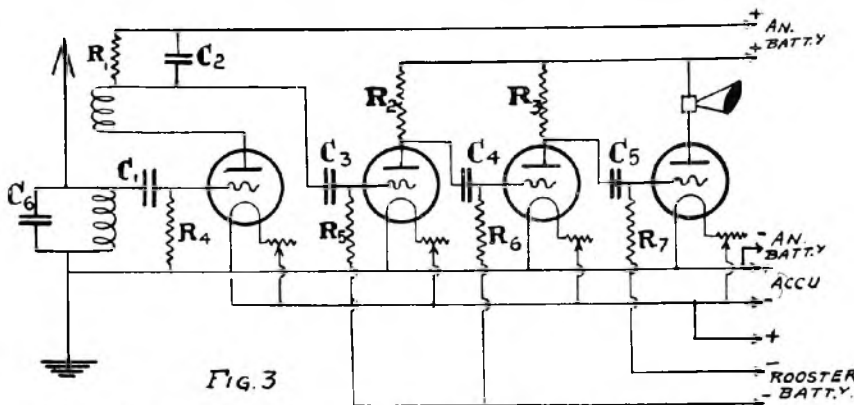 + AN.
BATT.Y
+
R1
C2
R2
R3
C1
C3
C4
C5
C6
R4
R5
R6
R7
- AN.
BATT.Y
ACCU
-
+
- ROOSTER
- BATT.Y.
FIG. 3